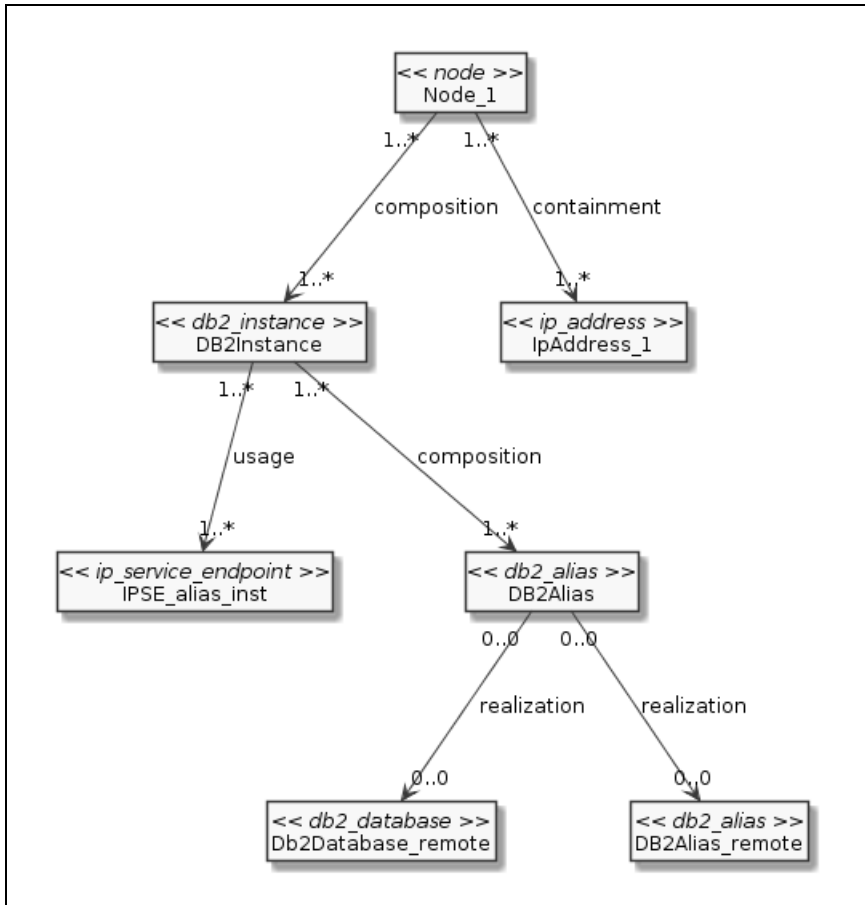 << node >>
Node_1
1..* 1..*
composition containment
1..* 1..*
<< db2_instance >> << ip_address >>
DB2Instance IpAddress_1
1..* 1..*
usage composition
1..* 1..*
<< ip_service_endpoint >> << db2_alias >>
IPSE_alias_inst DB2Alias
0..0 0..0
realization realization
0..0 0..0
<< db2_database >> << db2_alias >>
Db2Database_remote DB2Alias_remote